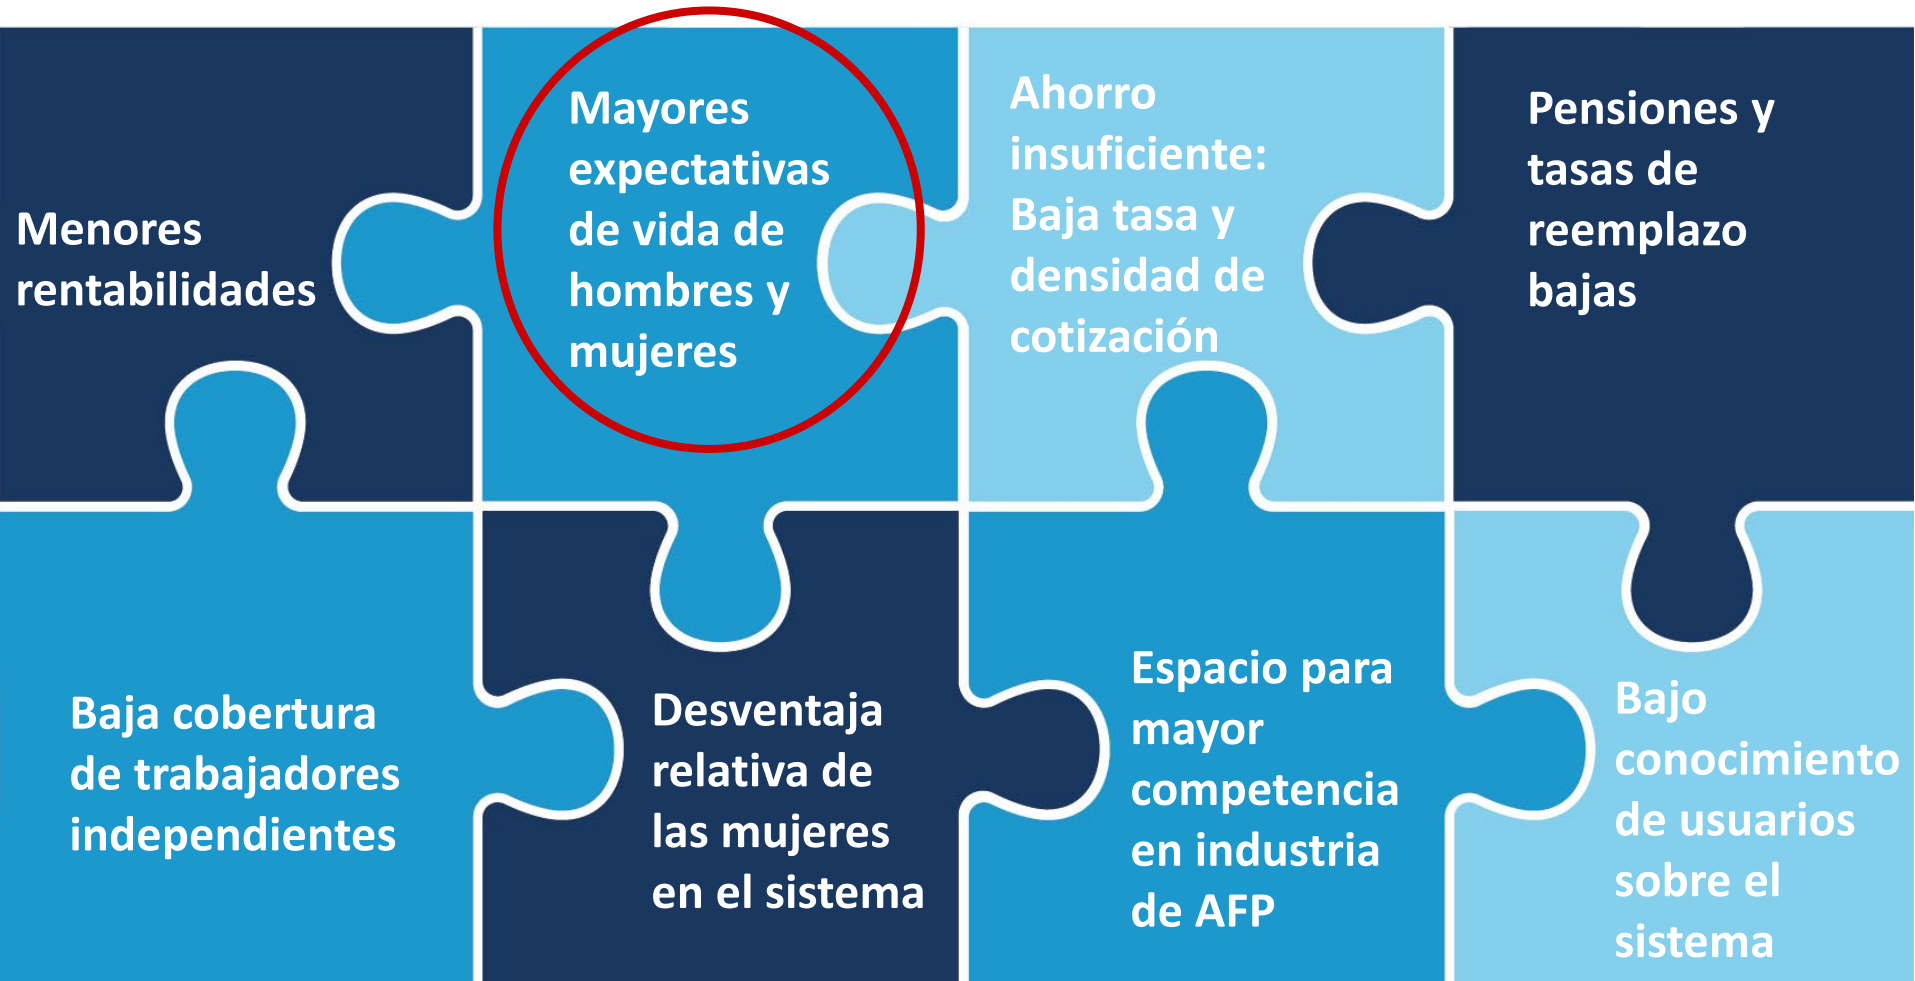 Menores
rentabilidades
Mayores
expectativas
de vida de
hombres y
mujeres
Ahorro
insuficiente:
Baja tasa y
densidad de
cotización
Pensiones y
tasas de
reemplazo
bajas
Baja cobertura
de trabajadores
independientes
Desventaja
relativa de
las mujeres
en el sistema
Espacio para
mayor
competencia
en industria
de AFP
Bajo
conocimiento
de usuarios
sobre el
sistema